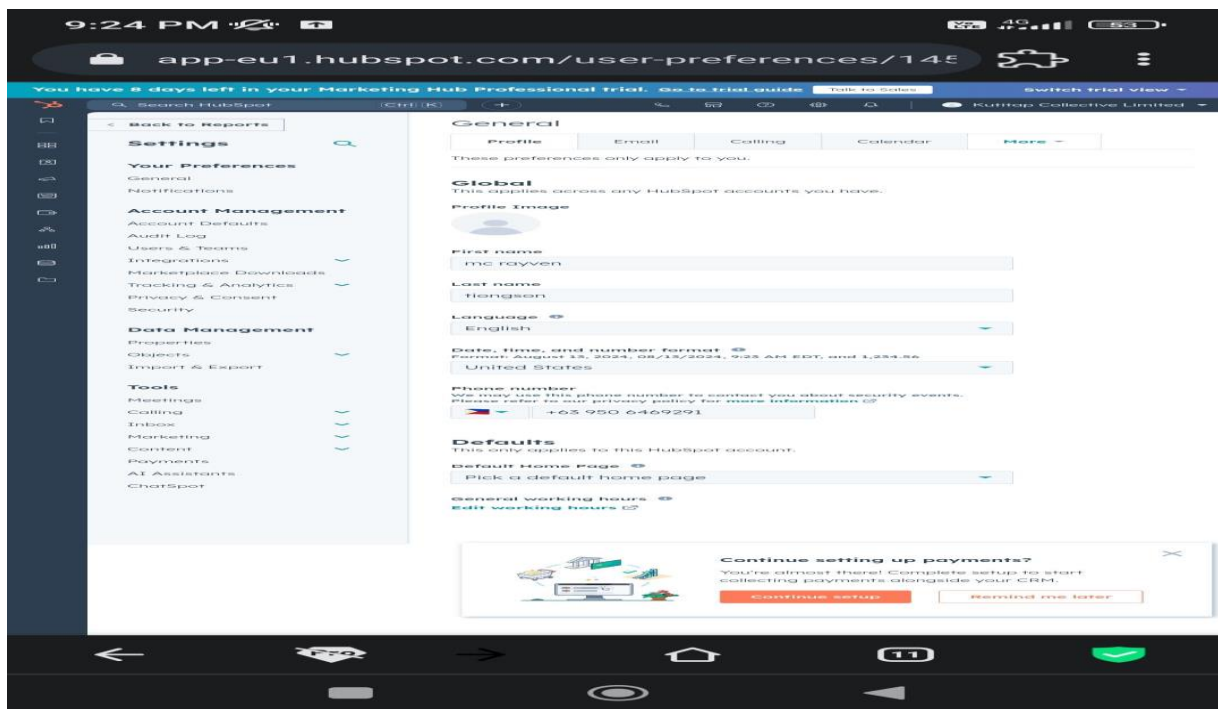 9:24 PM
Vo LTE 4G 53
app-eu1.hubspot.com/user-preferences/145
You have 8 days left in your Marketing Hub Professional trial. Go to trial guide Talk to Sales Switch trial view
Search HubSpot Ctrl K + Kutitap Collective Limited
< Back to Reports
Settings
Your Preferences
General
Notifications
Account Management
Account Defaults
Audit Log
Users & Teams
Integrations
Marketplace Downloads
Tracking & Analytics
Privacy & Consent
Security
Data Management
Properties
Objects
Import & Export
Tools
Meetings
Calling
Inbox
Marketing
Content
Payments
AI Assistants
ChatSpot
General
Profile Email Calling Calendar More
These preferences only apply to you.
Global
This applies across any HubSpot accounts you have.
Profile Image
First name
mc rayven
Last name
tiongson
Language
English
Date, time, and number format
Format: August 13, 2024, 08/13/2024, 9:23 AM EDT, and 1,234.56
United States
Phone number
We may use this phone number to contact you about security events.
Please refer to our privacy policy for more information
+63 950 6469291
Defaults
This only applies to this HubSpot account.
Default Home Page
Pick a default home page
General working hours
Edit working hours
Continue setting up payments?
You're almost there! Complete setup to start
collecting payments alongside your CRM.
Continue setup Remind me later
PRO
11